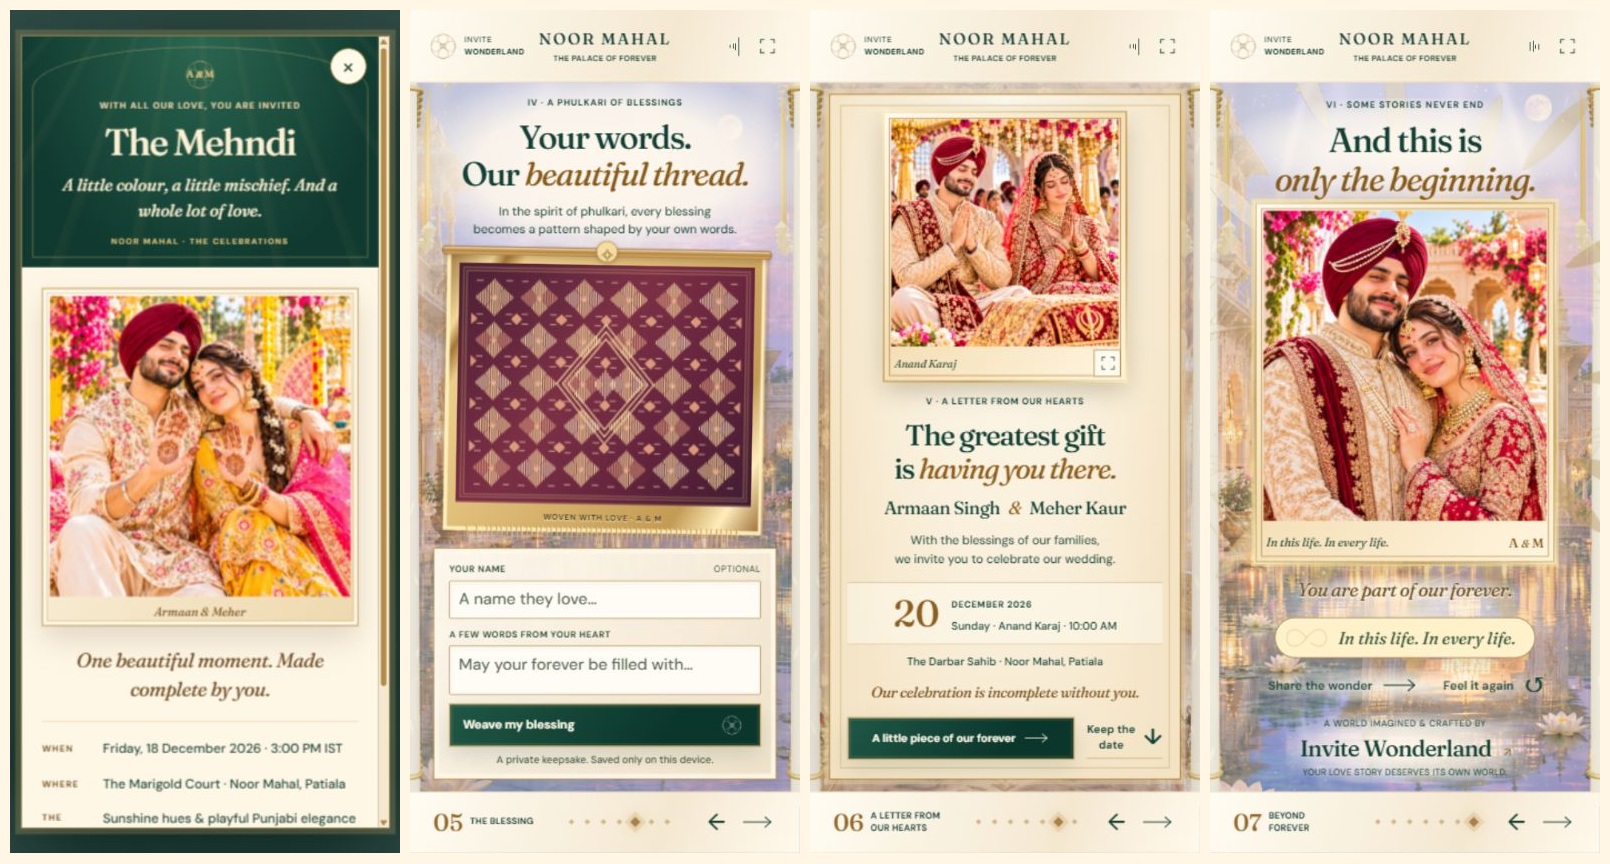 A & M
WITH ALL OUR LOVE, YOU ARE INVITED
The Mehndi
A little colour, a little mischief. And a
whole lot of love.
NOOR MAHAL · THE CELEBRATIONS
Armaan & Meher
One beautiful moment. Made
complete by you.
WHEN Friday, 18 December 2026 · 3:00 PM IST
WHERE The Marigold Court · Noor Mahal, Patiala
THE Sunshine hues & playful Punjabi elegance
INVITE
WONDERLAND
NOOR MAHAL
THE PALACE OF FOREVER
IV · A PHULKARI OF BLESSINGS
Your words.
Our beautiful thread.
In the spirit of phulkari, every blessing
becomes a pattern shaped by your own words.
WOVEN WITH LOVE · A & M
YOUR NAME OPTIONAL
A name they love...
A FEW WORDS FROM YOUR HEART
May your forever be filled with...
Weave my blessing
A private keepsake. Saved only on this device.
05 THE BLESSING
INVITE
WONDERLAND
NOOR MAHAL
THE PALACE OF FOREVER
Anand Karaj
V · A LETTER FROM OUR HEARTS
The greatest gift
is having you there.
Armaan Singh & Meher Kaur
With the blessings of our families,
we invite you to celebrate our wedding.
20 DECEMBER 2026
Sunday · Anand Karaj · 10:00 AM
The Darbar Sahib · Noor Mahal, Patiala
Our celebration is incomplete without you.
A little piece of our forever
Keep the
date
06 A LETTER FROM
OUR HEARTS
INVITE
WONDERLAND
NOOR MAHAL
THE PALACE OF FOREVER
VI · SOME STORIES NEVER END
And this is
only the beginning.
In this life. In every life. A & M
You are part of our forever.
In this life. In every life.
Share the wonder Feel it again
A WORLD IMAGINED & CRAFTED BY
Invite Wonderland
YOUR LOVE STORY DESERVES ITS OWN WORLD.
07 BEYOND
FOREVER